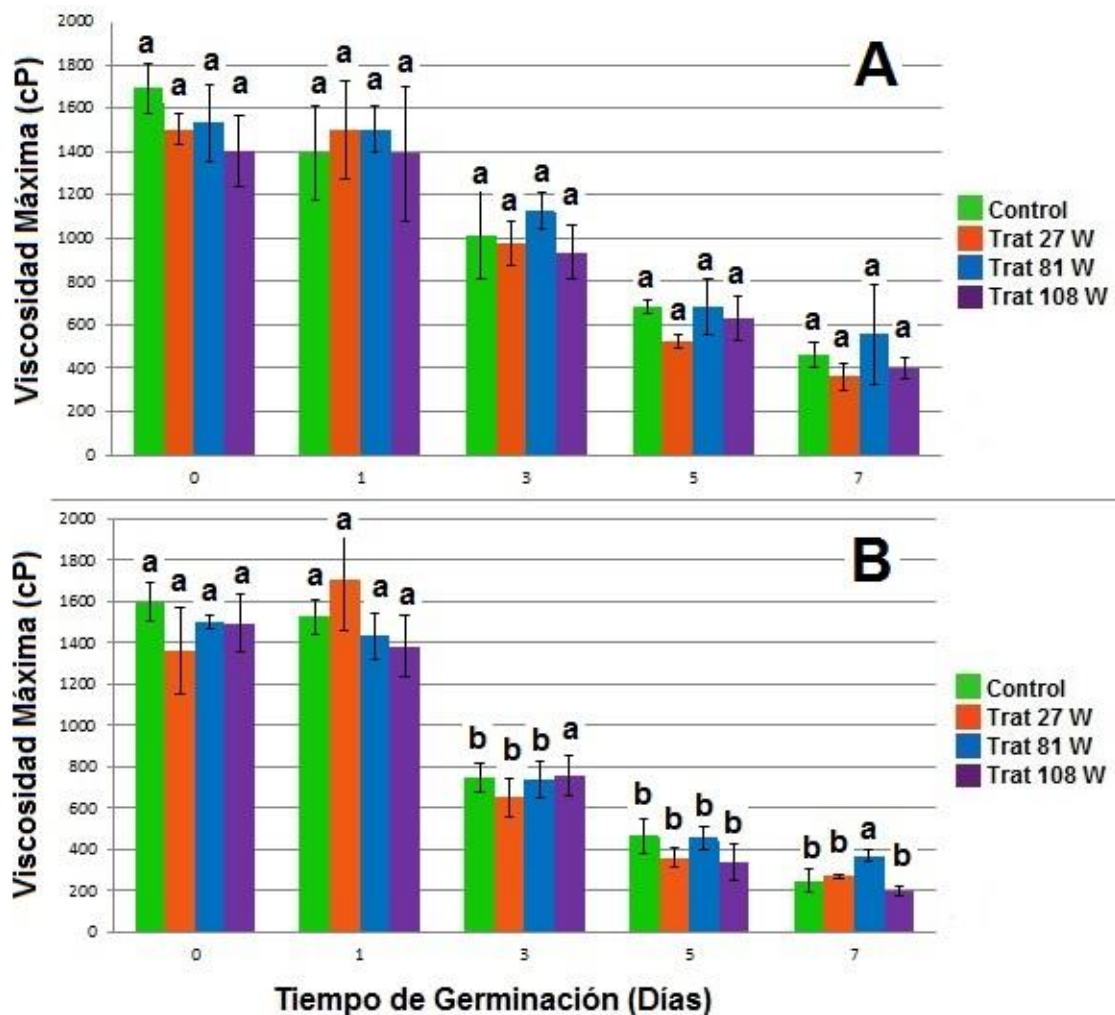 A
Viscosidad Máxima (cP)
2000
1800
1600
1400
1200
1000
800
600
400
200
0
a a a a
a a a a
a a a a
a a a a
a a a a
0 1 3 5 7
Control
Trat 27 W
Trat 81 W
Trat 108 W
B
Viscosidad Máxima (cP)
2000
1800
1600
1400
1200
1000
800
600
400
200
0
a a a a
a a a a
b b b a
b b b b
b b a b
0 1 3 5 7
Control
Trat 27 W
Trat 81 W
Trat 108 W
Tiempo de Germinación (Días)